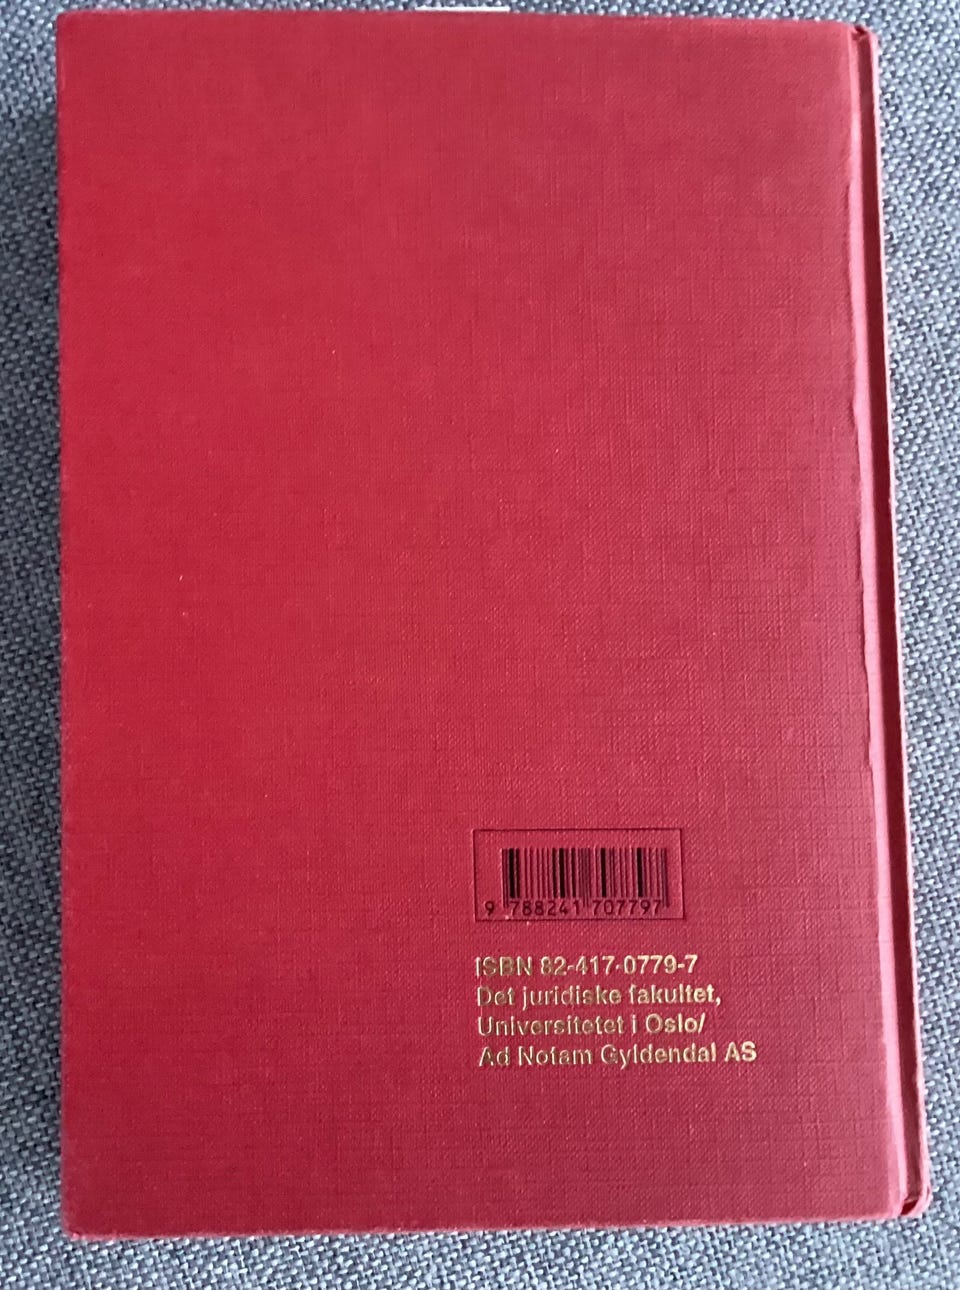 9 788241 707797
ISBN 82-417-0779-7
Det juridiske fakultet,
Universitetet i Oslo/
Ad Notam Gyldendal AS